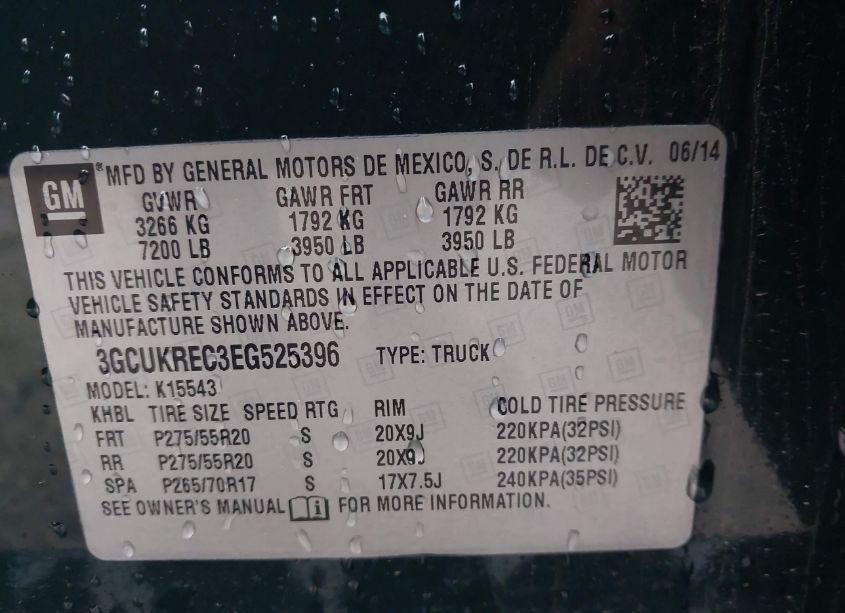 GM
®MFD BY GENERAL MOTORS DE MEXICO, S. DE R.L. DE C.V. 06/14
GVWR GAWR FRT GAWR RR
3266 KG 1792 KG 1792 KG
7200 LB 3950 LB 3950 LB
THIS VEHICLE CONFORMS TO ALL APPLICABLE U.S. FEDERAL MOTOR
VEHICLE SAFETY STANDARDS IN EFFECT ON THE DATE OF
MANUFACTURE SHOWN ABOVE.
3GCUKREC3EG525396 TYPE: TRUCK
MODEL: K15543
KHBL TIRE SIZE SPEED RTG RIM COLD TIRE PRESSURE
FRT P275/55R20 S 20X9J 220KPA(32PSI)
RR P275/55R20 S 20X9J 220KPA(32PSI)
SPA P265/70R17 S 17X7.5J 240KPA(35PSI)
SEE OWNER'S MANUAL FOR MORE INFORMATION.